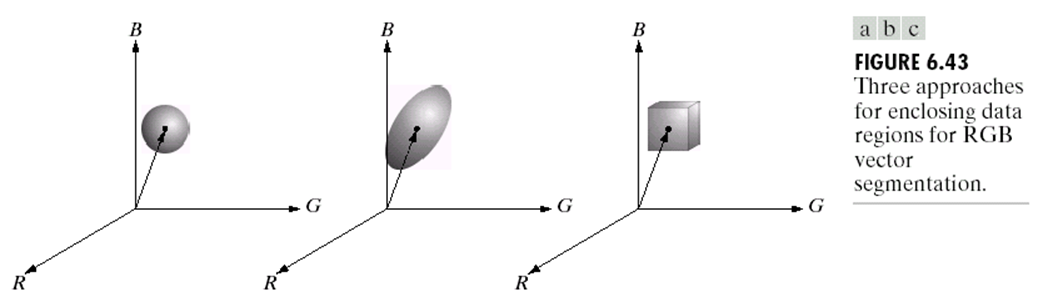 B
G
R
B
G
R
B
G
R
a b c
FIGURE 6.43
Three approaches
for enclosing data
regions for RGB
vector
segmentation.